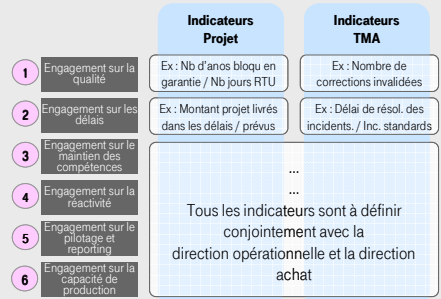 Indicateurs
Projet
Indicateurs
TMA
1
Engagement sur la
qualité
Ex : Nb d'anos bloqu en
garantie / Nb jours RTU
Ex : Nombre de
corrections invalidées
2
Engagement sur les
délais
Ex : Montant projet livrés
dans les délais / prévus
Ex : Délai de résol. des
incidents. / Inc. standards
3
Engagement sur le
maintien des
compétences
4
Engagement sur la
réactivité
5
Engagement sur le
pilotage et
reporting
6
Engagement sur la
capacité de
production
...
...
Tous les indicateurs sont à définir
conjointement avec la
direction opérationnelle et la direction
achat